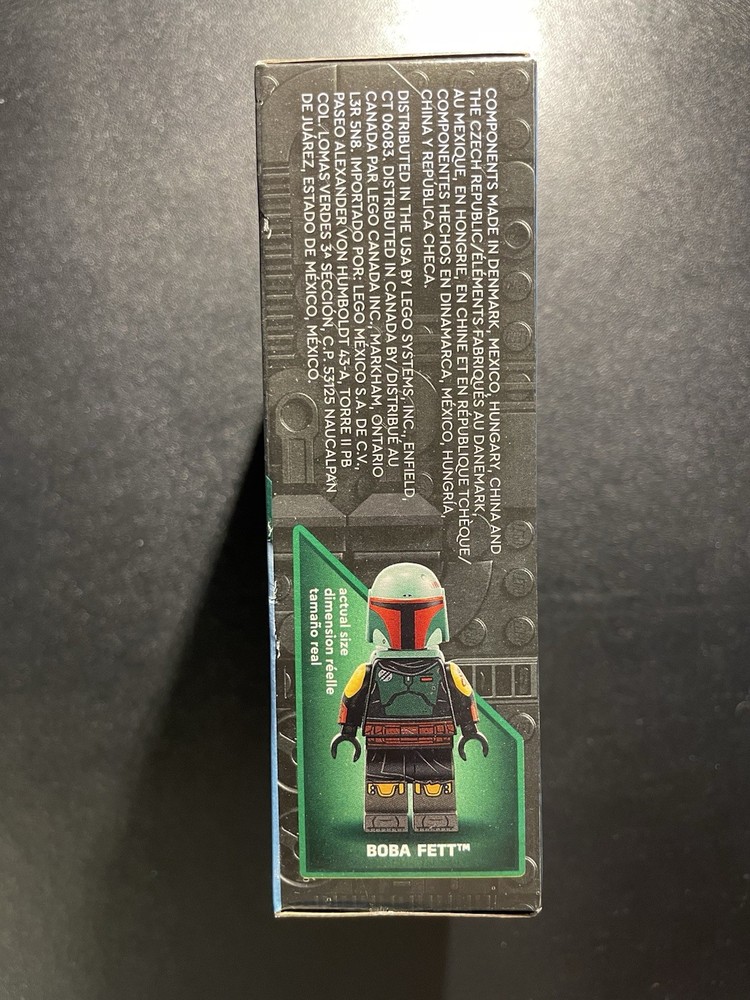 COMPONENTS MADE IN DENMARK, MEXICO, HUNGARY, CHINA AND
THE CZECH REPUBLIC/ÉLÉMENTS FABRIQUÉS AU DANEMARK,
AU MEXIQUE, EN HONGRIE, EN CHINE ET EN RÉPUBLIQUE TCHÈQUE/
COMPONENTES HECHOS EN DINAMARCA, MÉXICO, HUNGRÍA,
CHINA Y REPÚBLICA CHECA.
DISTRIBUTED IN THE USA BY LEGO SYSTEMS, INC., ENFIELD,
CT 06083. DISTRIBUTED IN CANADA BY/DISTRIBUÉ AU
CANADA PAR LEGO CANADA INC., MARKHAM, ONTARIO
L3R 5N8. IMPORTADO POR: LEGO MÉXICO S.A. DE C.V.,
PASEO ALEXANDER VON HUMBOLDT 43-A, TORRE II PB
COL. LOMAS VERDES 3ª SECCIÓN, C.P. 53125 NAUCALPAN
DE JUÁREZ, ESTADO DE MÉXICO, MÉXICO.
actual size
dimension réelle
tamaño real
BOBA FETT™